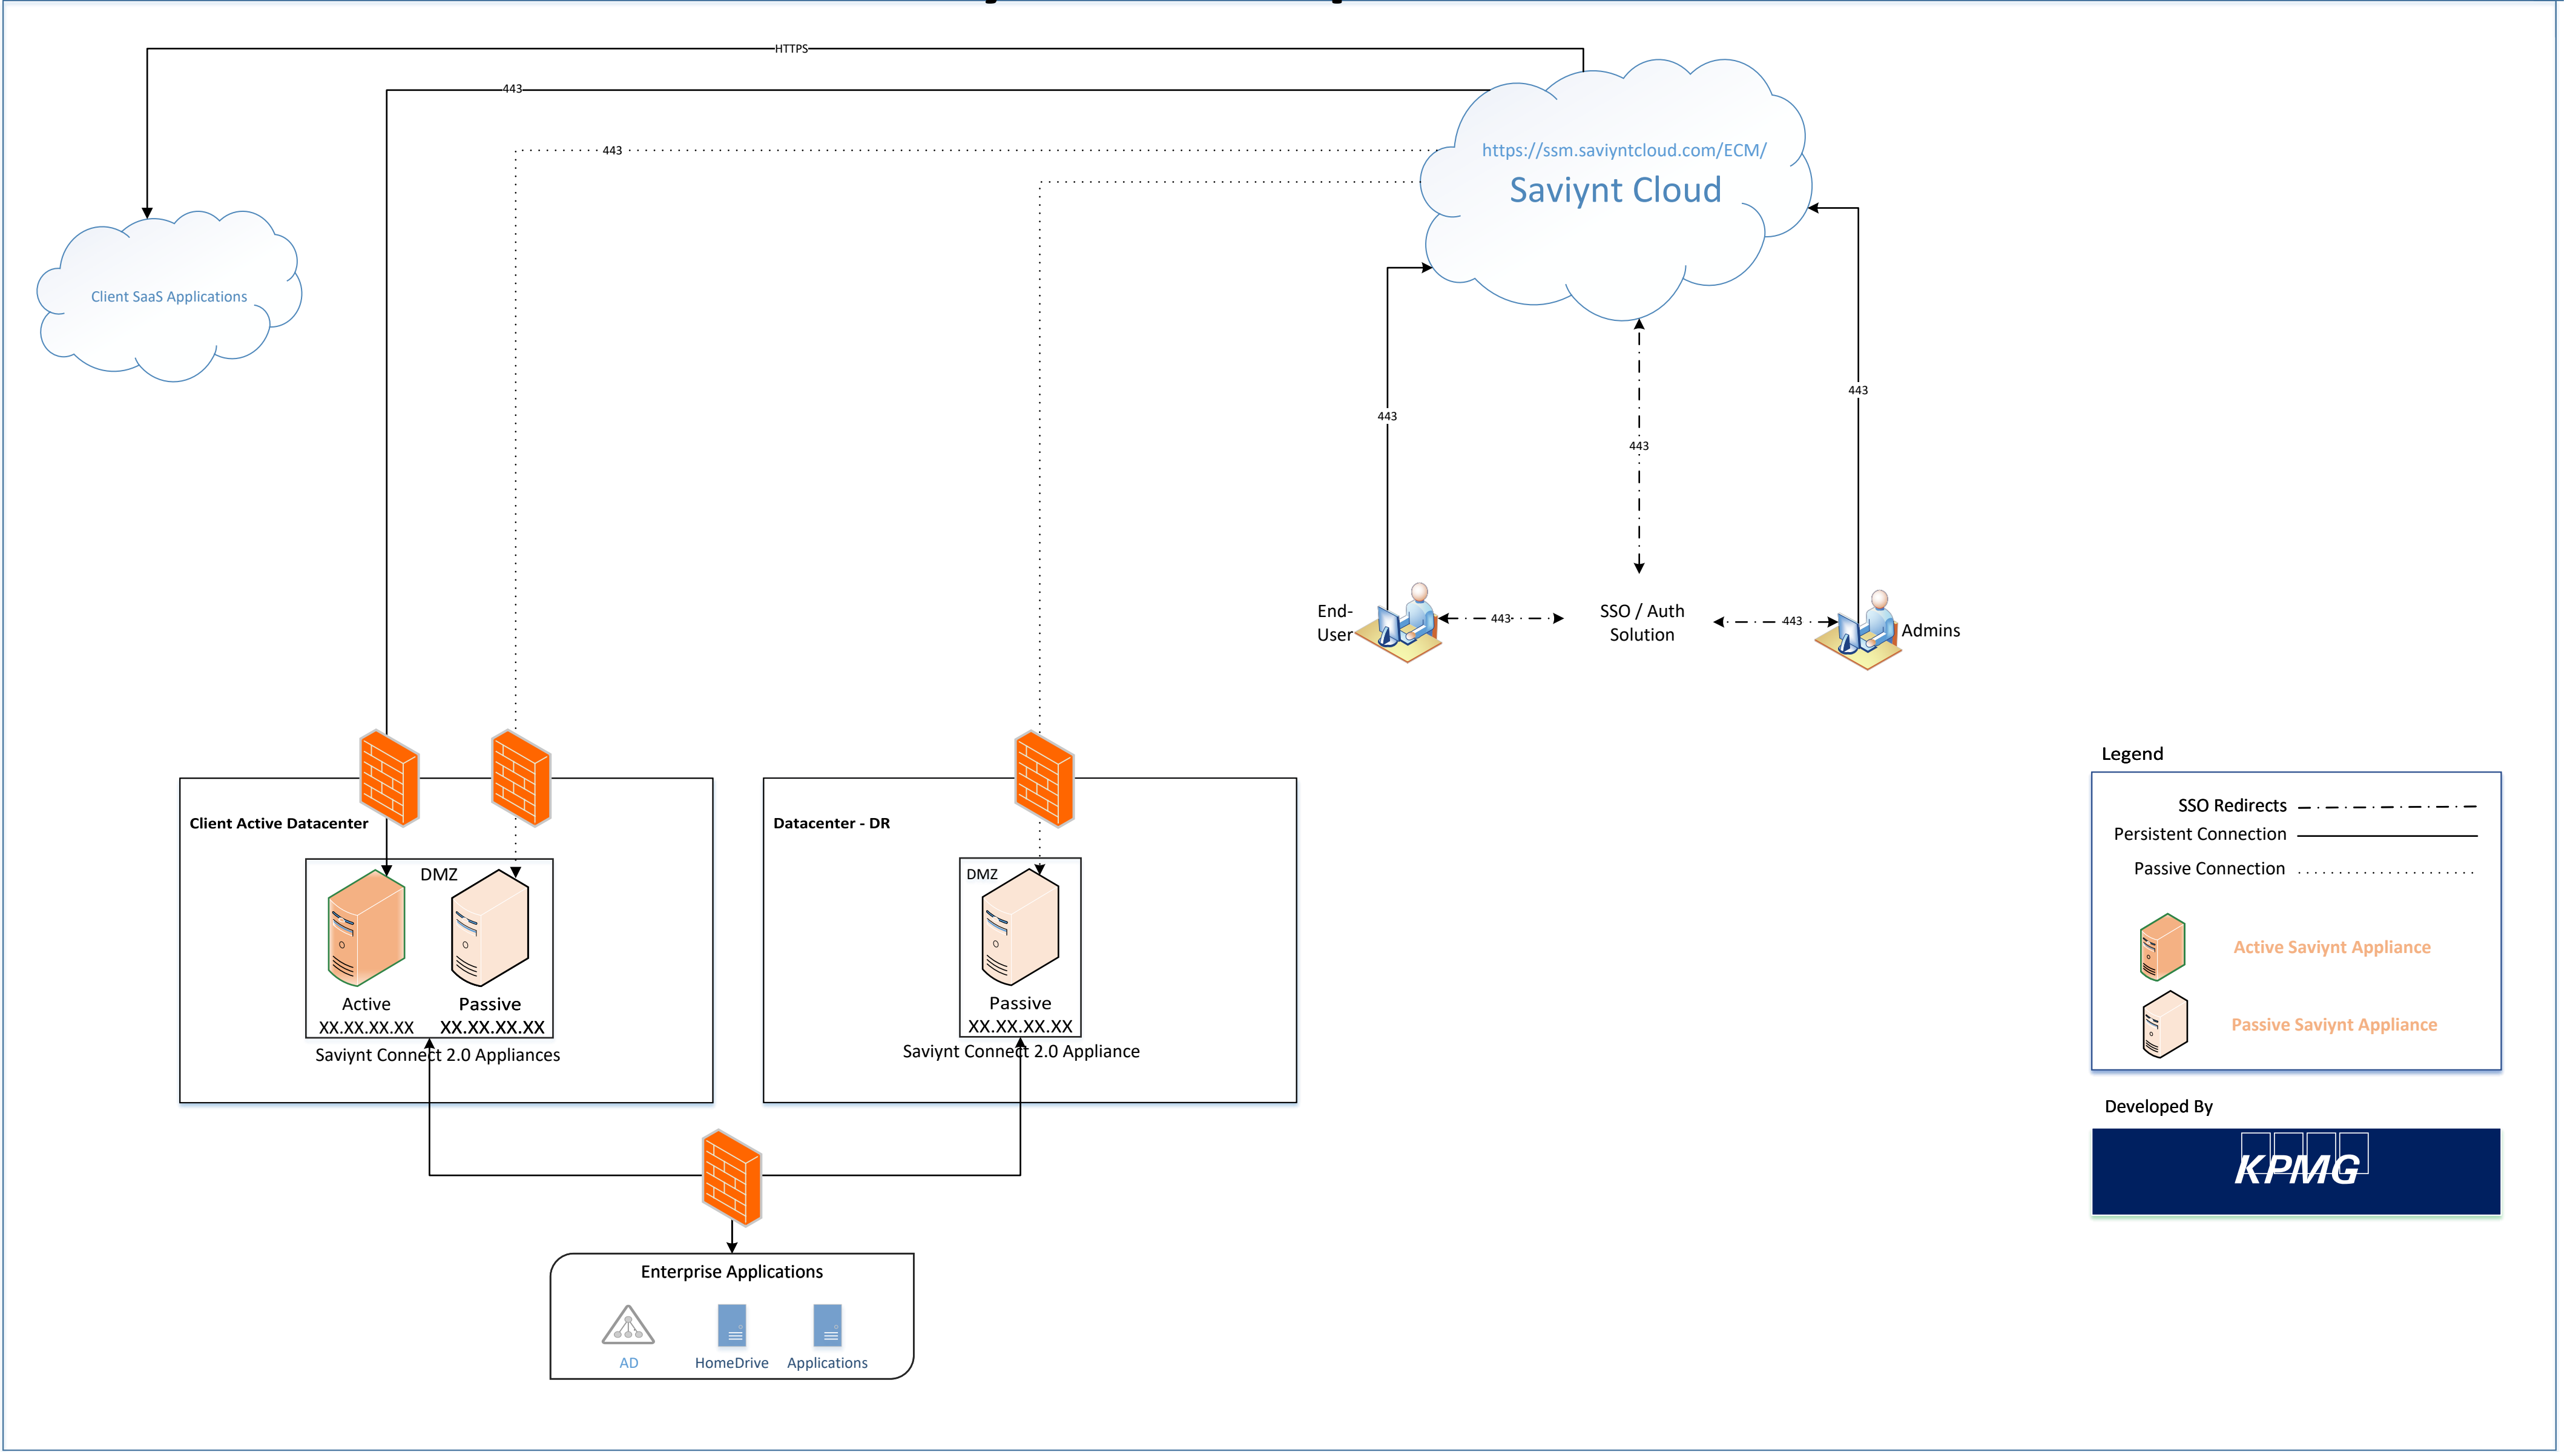 HTTPS
443
443
https://ssm.saviyntcloud.com/ECM/
Saviynt Cloud
Client SaaS Applications
443
443
443
End-
User
443
SSO / Auth
Solution
443
Admins
Client Active Datacenter
DMZ
Active
XX.XX.XX.XX
Passive
XX.XX.XX.XX
Saviynt Connect 2.0 Appliances
Datacenter - DR
DMZ
Passive
XX.XX.XX.XX
Saviynt Connect 2.0 Appliance
Enterprise Applications
AD
HomeDrive
Applications
Legend
SSO Redirects
Persistent Connection
Passive Connection
Active Saviynt Appliance
Passive Saviynt Appliance
Developed By
KPMG